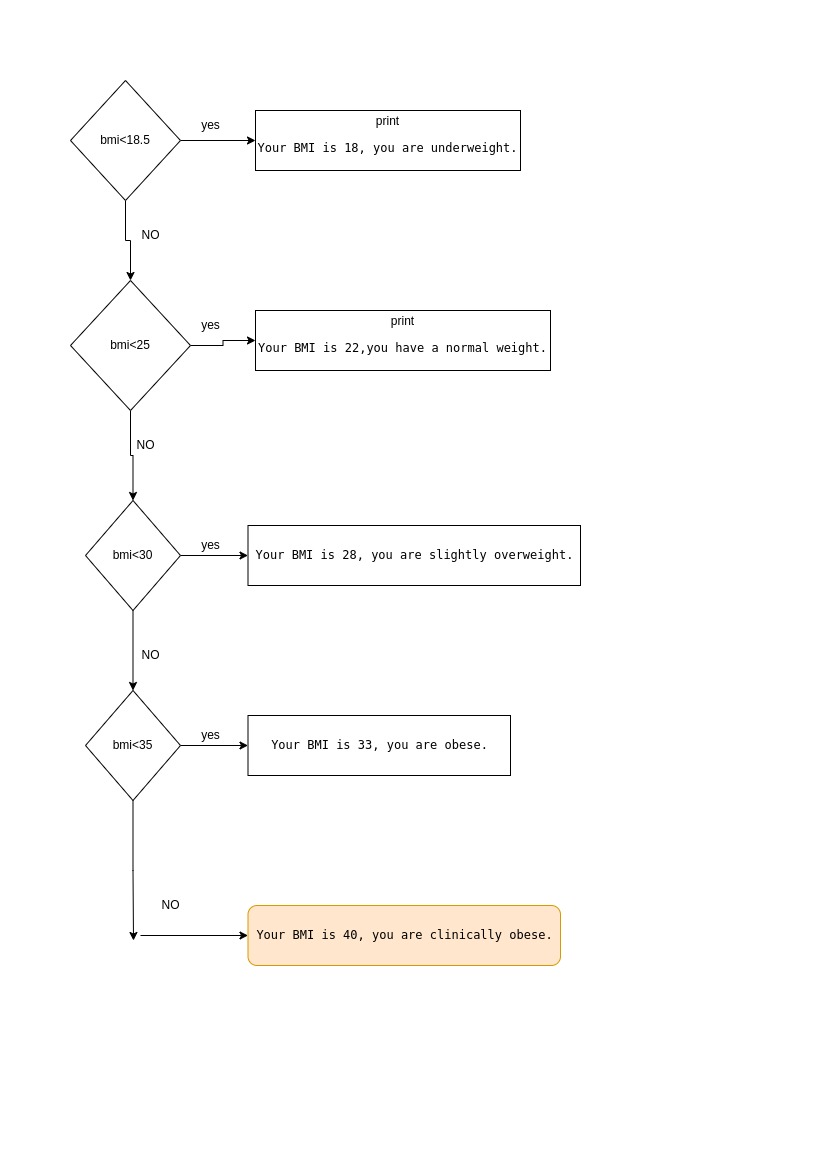 bmi<18.5
yes
print
Your BMI is 18, you are underweight.
NO
bmi<25
yes
print
Your BMI is 22,you have a normal weight.
NO
bmi<30
yes
Your BMI is 28, you are slightly overweight.
NO
bmi<35
yes
Your BMI is 33, you are obese.
NO
Your BMI is 40, you are clinically obese.